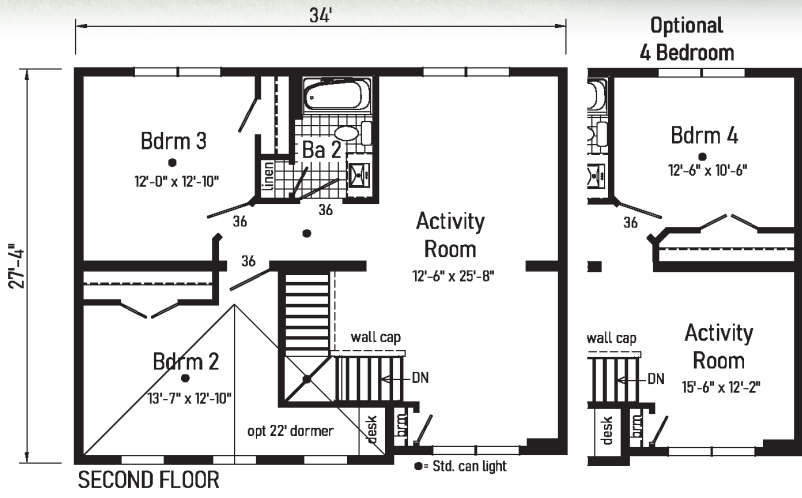 34'
Optional
4 Bedroom
27'-4"
Bdrm 3
12'-0" x 12'-10"
linen
Ba 2
36
36
36
Activity
Room
12'-6" x 25'-8"
Bdrm 4
12'-6" x 10'-6"
36
wall cap
DN
Bdrm 2
13'-7" x 12'-10"
opt 22' dormer
desk
brm
wall cap
DN
Activity
Room
15'-6" x 12'-2"
desk
brm
= Std. can light
SECOND FLOOR